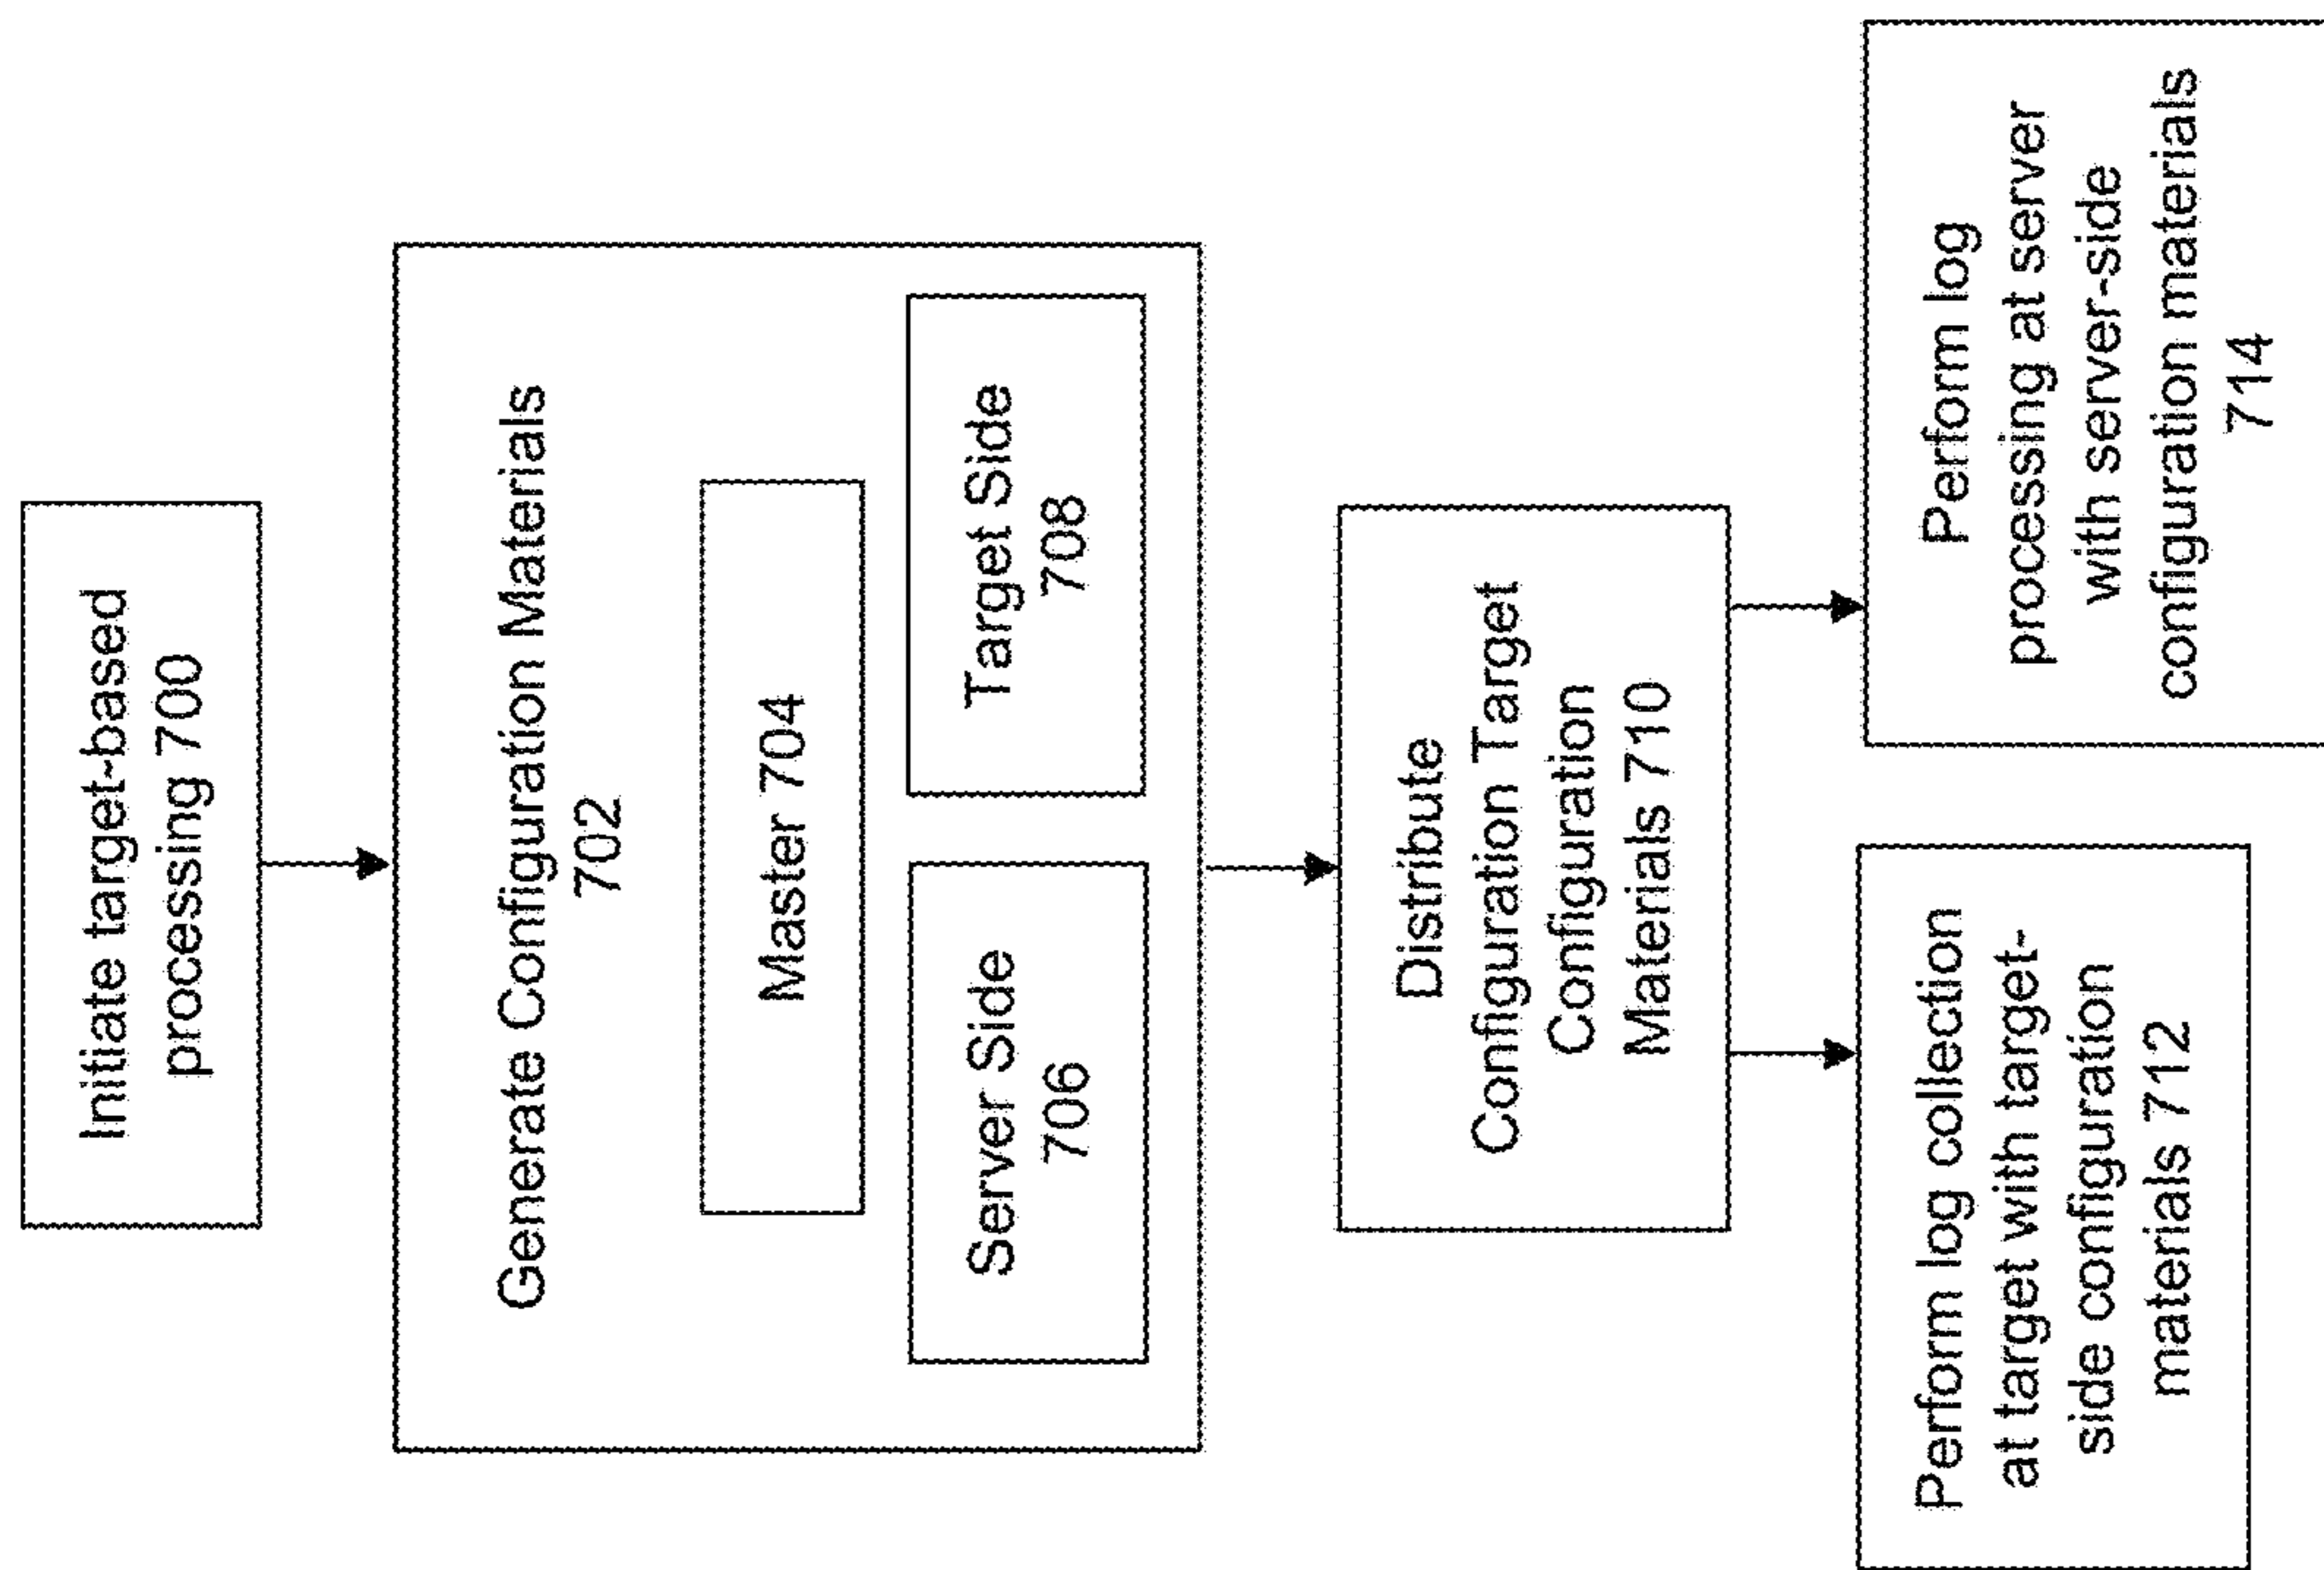 Initiate target-based
processing 700
Generate Configuration Materials
702
Master 704
Server Side
706
Target Side
708
Distribute
Configuration Target
Configuration
Materials 710
Perform log collection
at target with target-
side configuration
materials 712
Perform log
processing at server
with server-side
configuration materials
714